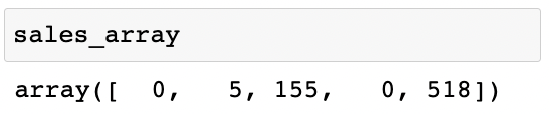 sales_array
array([  0,   5, 155,   0, 518])